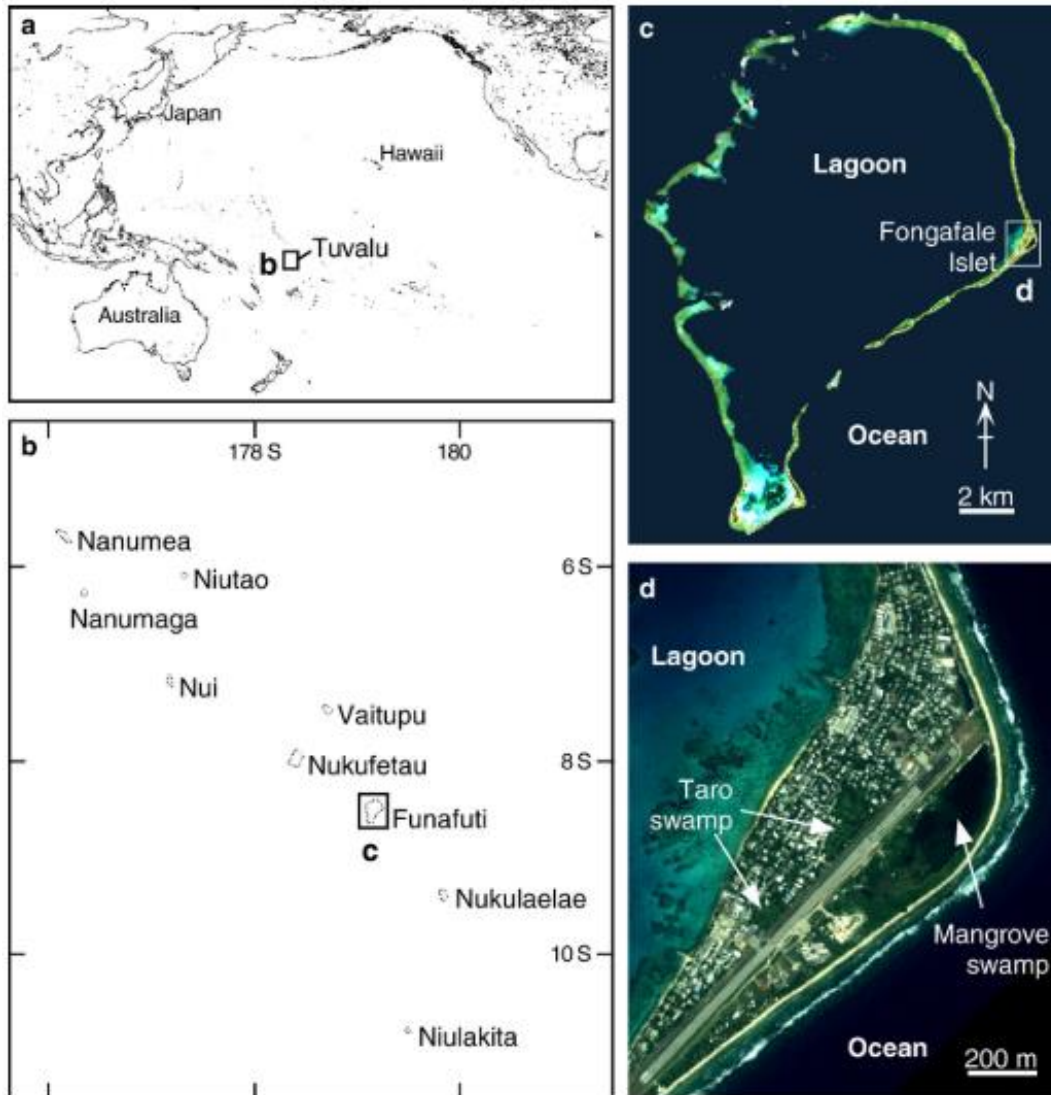 a
Japan
Hawaii
b
Tuvalu
Australia
b
178 S
180
Nanumea
6 S
Niutao
Nanumaga
Nui
Vaitupu
8 S
Nukufetau
Funafuti
c
Nukulaelae
10 S
Niulakita
c
Lagoon
Fongafale
Islet
d
N
Ocean
2 km
d
Lagoon
Taro
swamp
Mangrove
swamp
Ocean
200 m